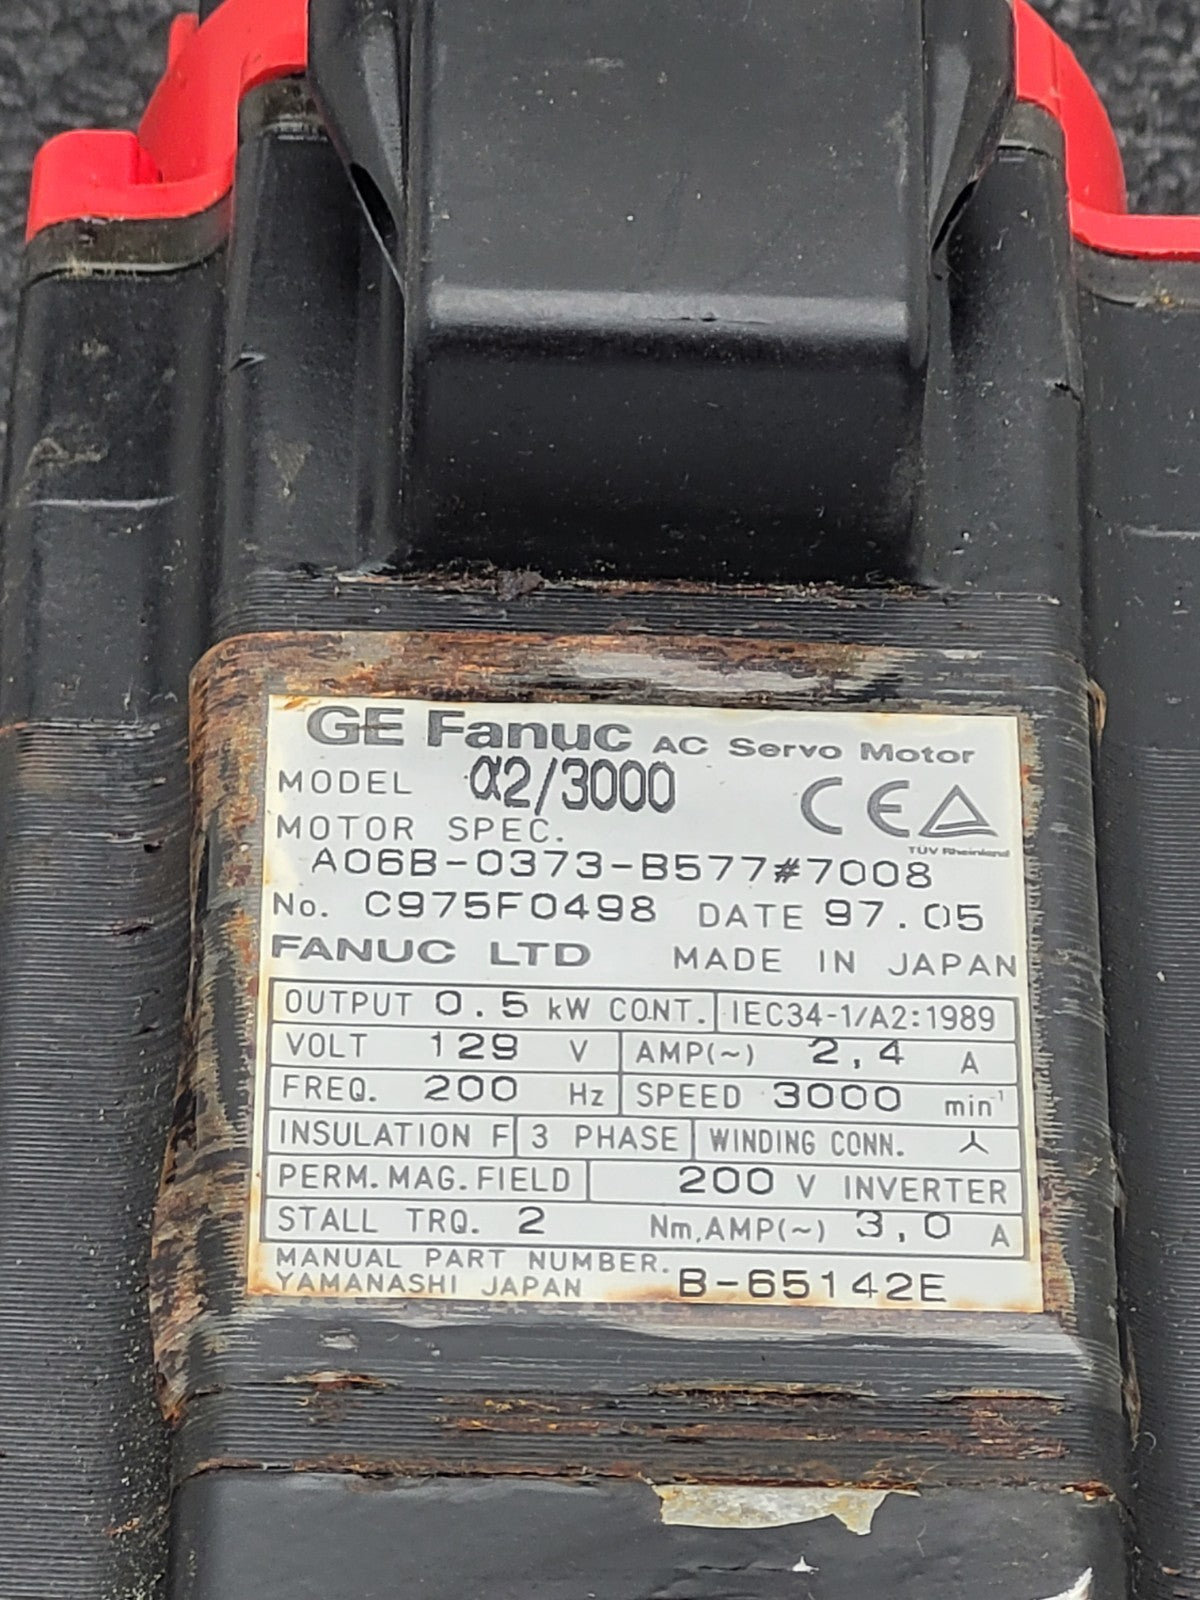 GE Fanuc AC Servo Motor
MODEL α2/3000
CE
TÜV Rheinland
MOTOR SPEC.
A06B-0373-B577#7008
No. C975F0498 DATE 97.05
FANUC LTD MADE IN JAPAN
OUTPUT 0.5 kW CONT. IEC34-1/A2:1989
VOLT 129 V AMP(~) 2,4 A
FREQ. 200 Hz SPEED 3000 min⁻¹
INSULATION F 3 PHASE WINDING CONN. ⅄
PERM.MAG.FIELD 200 V INVERTER
STALL TRQ. 2 Nm,AMP(~) 3,0 A
MANUAL PART NUMBER.
YAMANASHI JAPAN B-65142E